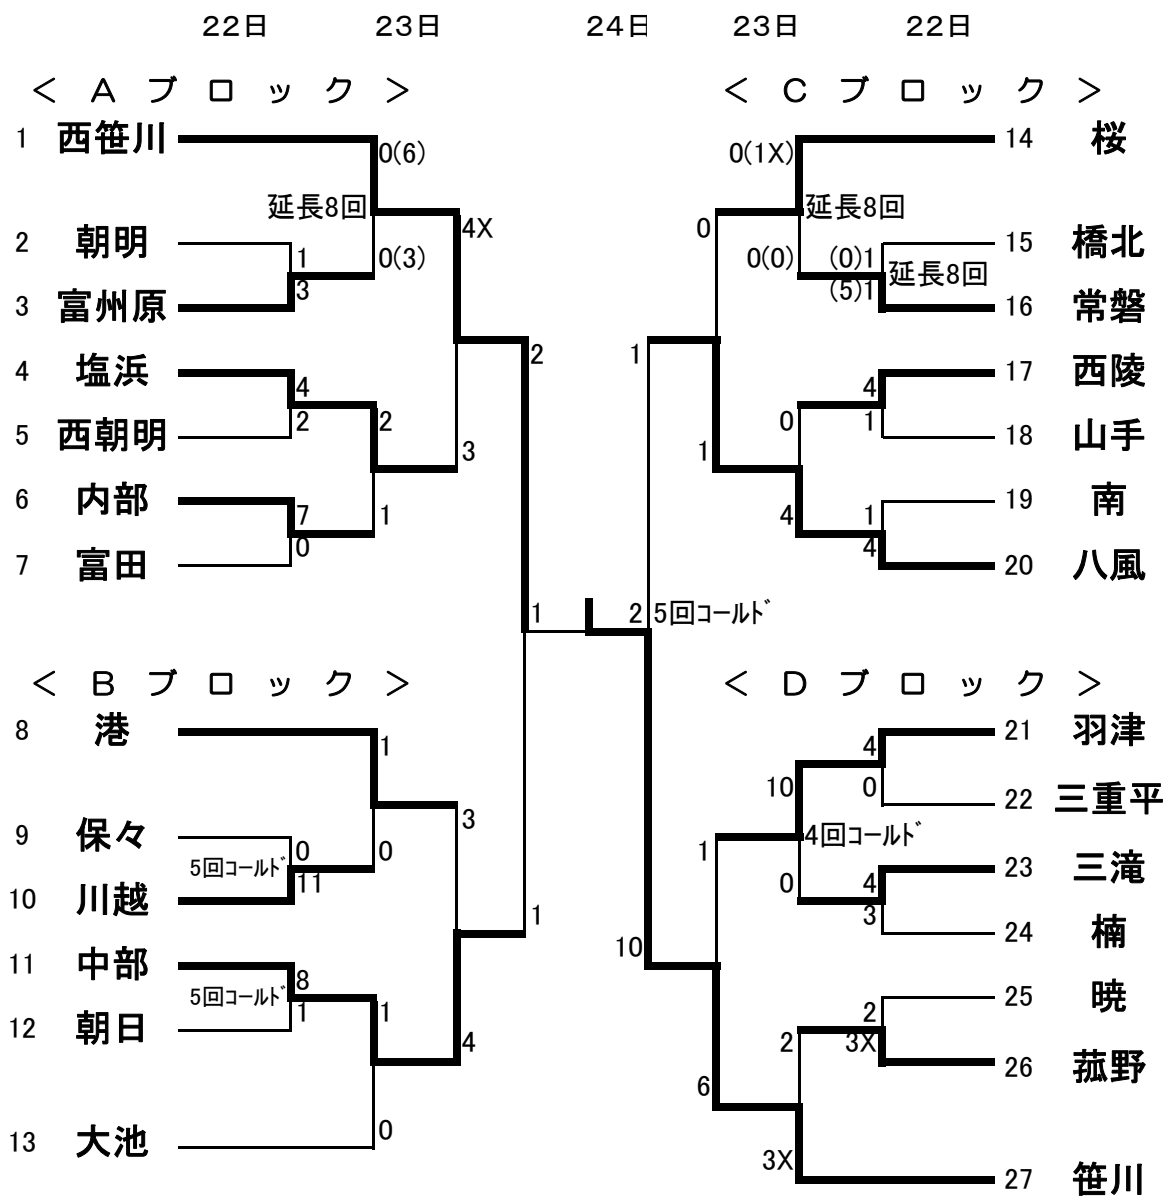 22日 23日 24日 23日 22日
＜ A ブ ロ ッ ク ＞ ＜ C ブ ロ ッ ク ＞
1 西笹川 0(6) 0(1X) 14 桜
延長8回 4X 0 延長8回
2 朝明 1 0(3) 0(0) (0)1 15 橋北
延長8回
3 富州原 3 (5)1 16 常磐
2 1
4 塩浜 4 4 17 西陵
5 西朝明 2 2 3 1 0 1 18 山手
6 内部 7 1 4 1 19 南
7 富田 0 4 20 八風
1 2 5回コールド
＜ B ブ ロ ッ ク ＞ ＜ D ブ ロ ッ ク ＞
8 港 1 4 21 羽津
3 10 0 22 三重平
9 保々 0 0 1 4回コールド
5回コールド
10 川越 11 0 4 23 三滝
1 3 24 楠
11 中部 8 10
5回コールド
12 朝日 1 1 2 25 暁
4 2 3X 26 菰野
6
13 大池 0 3X 27 笹川